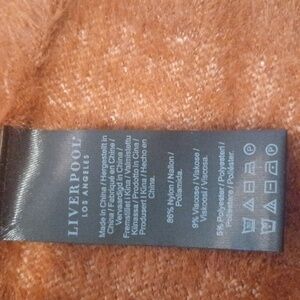 LIVERPOOL
LOS ANGELES
Made in China / Hergestellt in
China / Fabriqué en Chine /
Vervaardigd in China /
Fremstillet i Kina / Valmistettu
Kiinassa / Prodotto in Cina /
Produsert i Kina / Hecho en
China.
86% Nylon / Nailon /
Poliamida.
9% Viscose / Viskose /
Viskoosi / Viscosa.
5% Polyester / Polyesteri /
Poliestere / Poliéster.